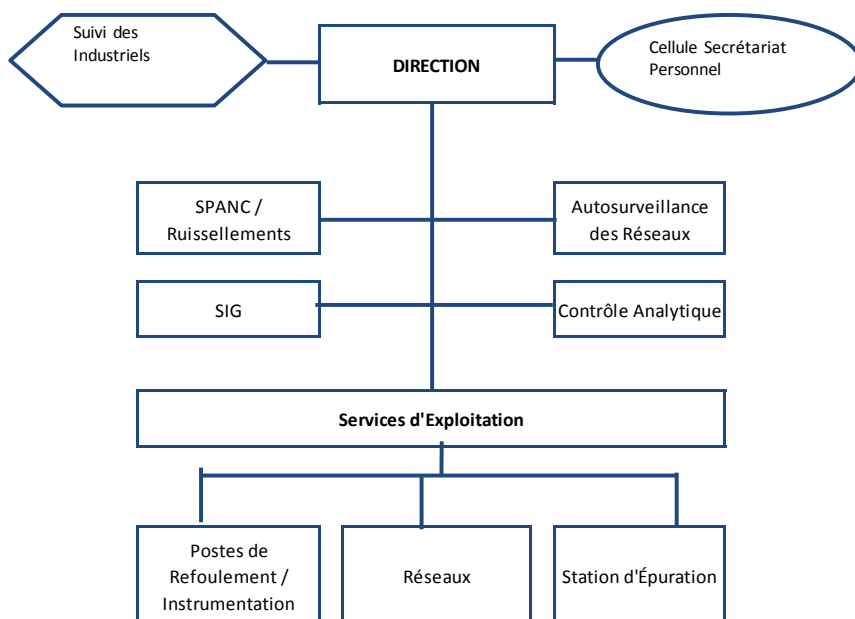 Suivi des
Industriels
DIRECTION
Cellule Secrétariat
Personnel
SPANC /
Ruissellements
Autosurveillance
des Réseaux
SIG
Contrôle Analytique
Services d'Exploitation
Postes de
Refoulement /
Instrumentation
Réseaux
Station d'Épuration